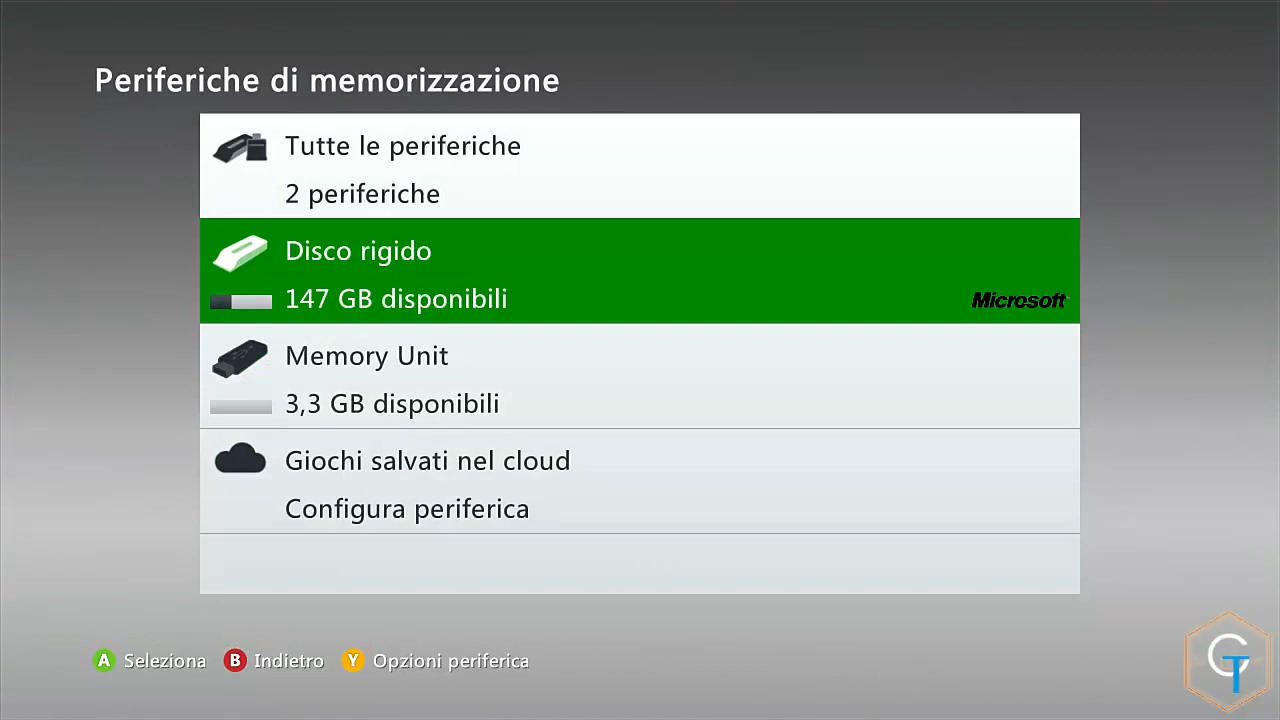 Periferiche di memorizzazione
Tutte le periferiche
2 periferiche
Disco rigido
147 GB disponibili
Microsoft
Memory Unit
3,3 GB disponibili
Giochi salvati nel cloud
Configura periferica
A Seleziona B Indietro Y Opzioni periferica
GT